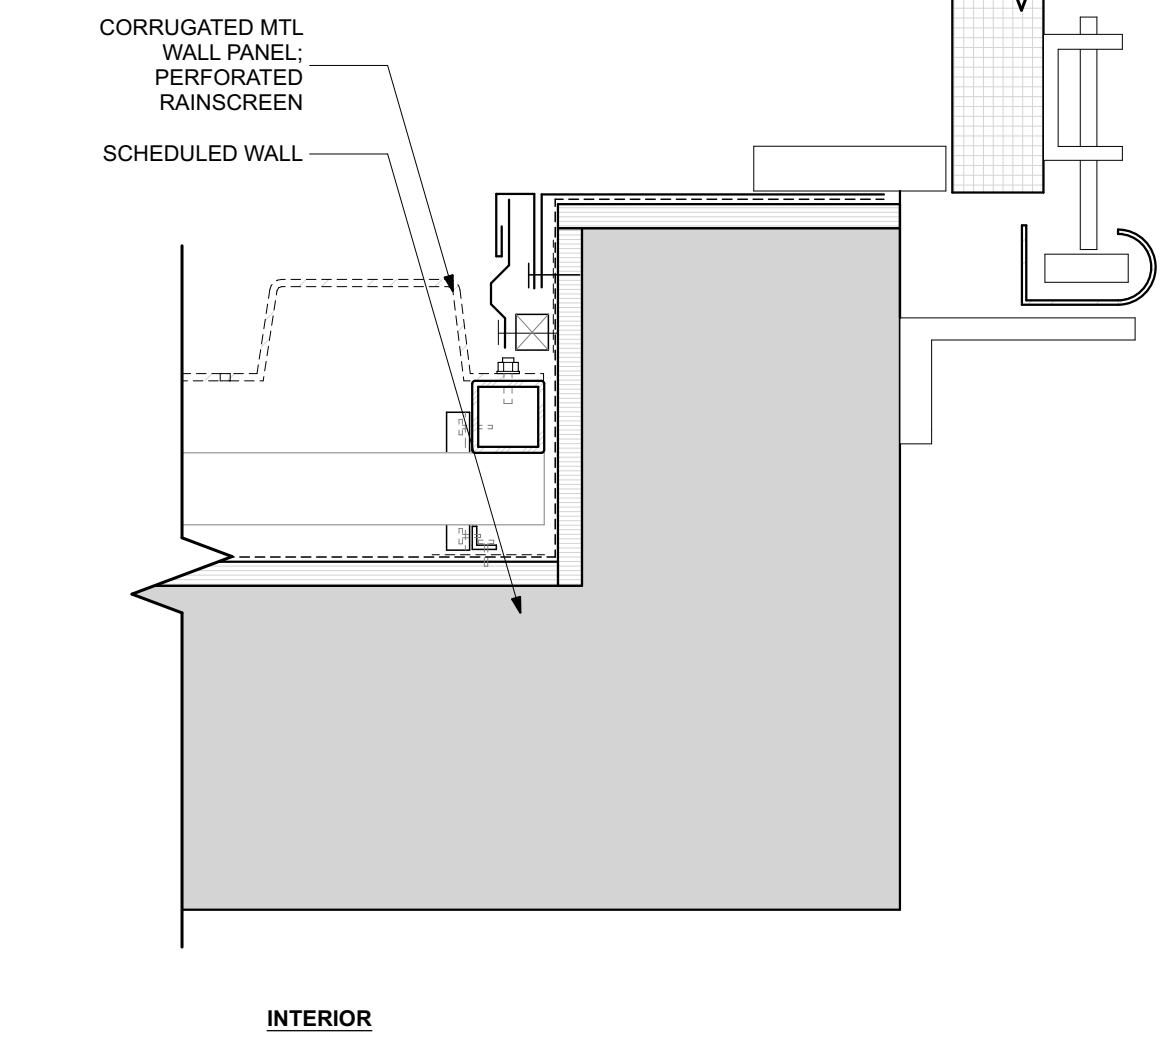 CORRUGATED MTL
WALL PANEL;
PERFORATED
RAINSCREEN
SCHEDULED WALL
INTERIOR